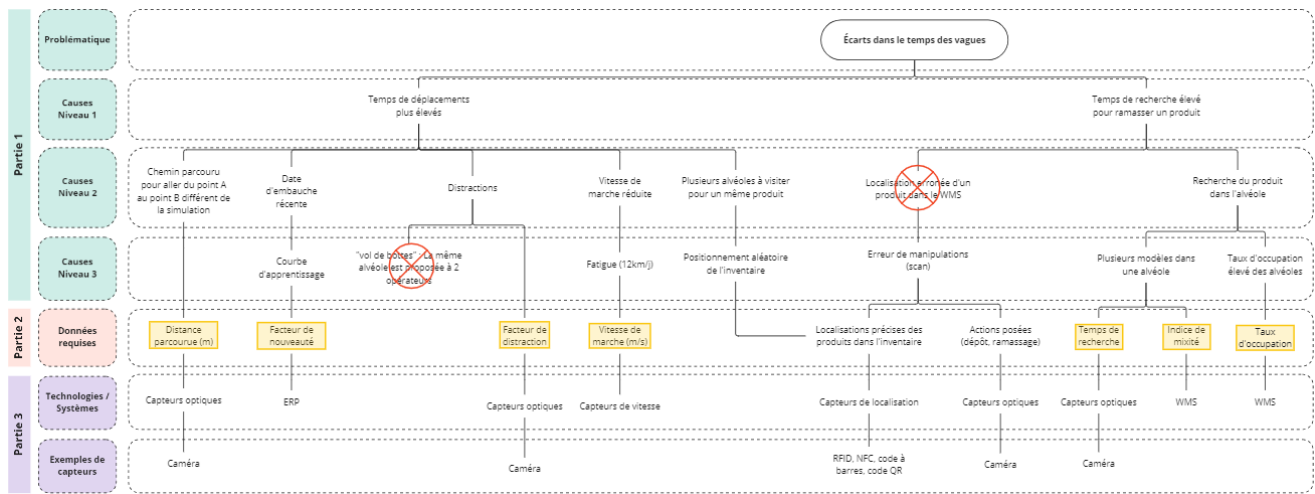 Partie 1
Problématique
Écarts dans le temps des vagues
Causes
Niveau 1
Temps de déplacements
plus élevés
Temps de recherche élevé
pour ramasser un produit
Causes
Niveau 2
Chemin parcouru
pour aller du point A
au point B différent de
la simulation
Date
d'embauche
récente
Distractions
Vitesse de
marche réduite
Plusieurs alvéoles à visiter
pour un même produit
Localisation erronée d'un
produit dans le WMS
Recherche du produit
dans l'alvéole
Causes
Niveau 3
Courbe
d'apprentissage
"vol de bottes" : La même
alvéole est proposée à 2
opérateurs
Fatigue (12km/j)
Positionnement aléatoire
de l'inventaire
Erreur de manipulations
(scan)
Plusieurs modèles dans
une alvéole
Taux d'occupation
élevé des alvéoles
Partie 2
Données
requises
Distance
parcourue (m)
Facteur de
nouveauté
Facteur de
distraction
Vitesse de
marche (m/s)
Localisations précises des
produits dans l'inventaire
Actions posées
(dépôt, ramassage)
Temps de
recherche
Indice de
mixité
Taux
d'occupation
Partie 3
Technologies /
Systèmes
Capteurs optiques
ERP
Capteurs optiques
Capteurs de vitesse
Capteurs de localisation
Capteurs optiques
Capteurs optiques
WMS
WMS
Exemples de
capteurs
Caméra
Caméra
RFID, NFC, code à
barres, code QR
Caméra
Caméra